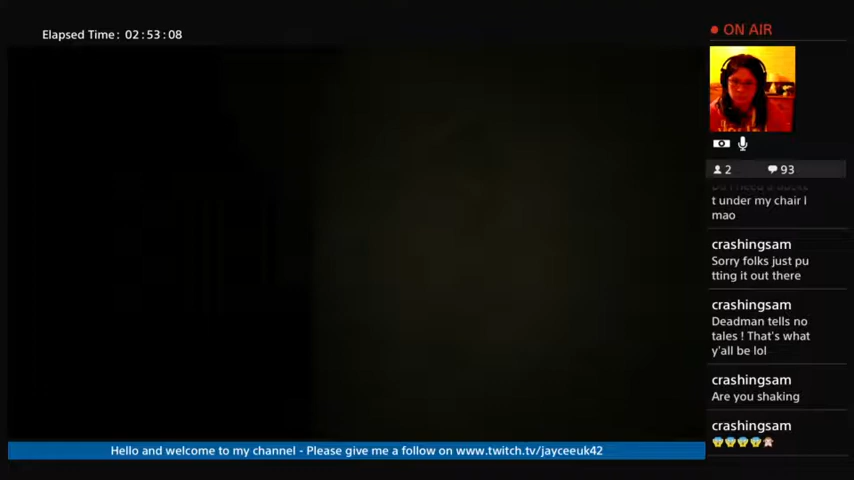 Elapsed Time: 02:53:08
ON AIR
2 93
t under my chair l
mao
crashingsam
Sorry folks just pu
tting it out there
crashingsam
Deadman tells no
tales ! That's what
y'all be lol
crashingsam
Are you shaking
crashingsam
Hello and welcome to my channel - Please give me a follow on www.twitch.tv/jayceeuk42